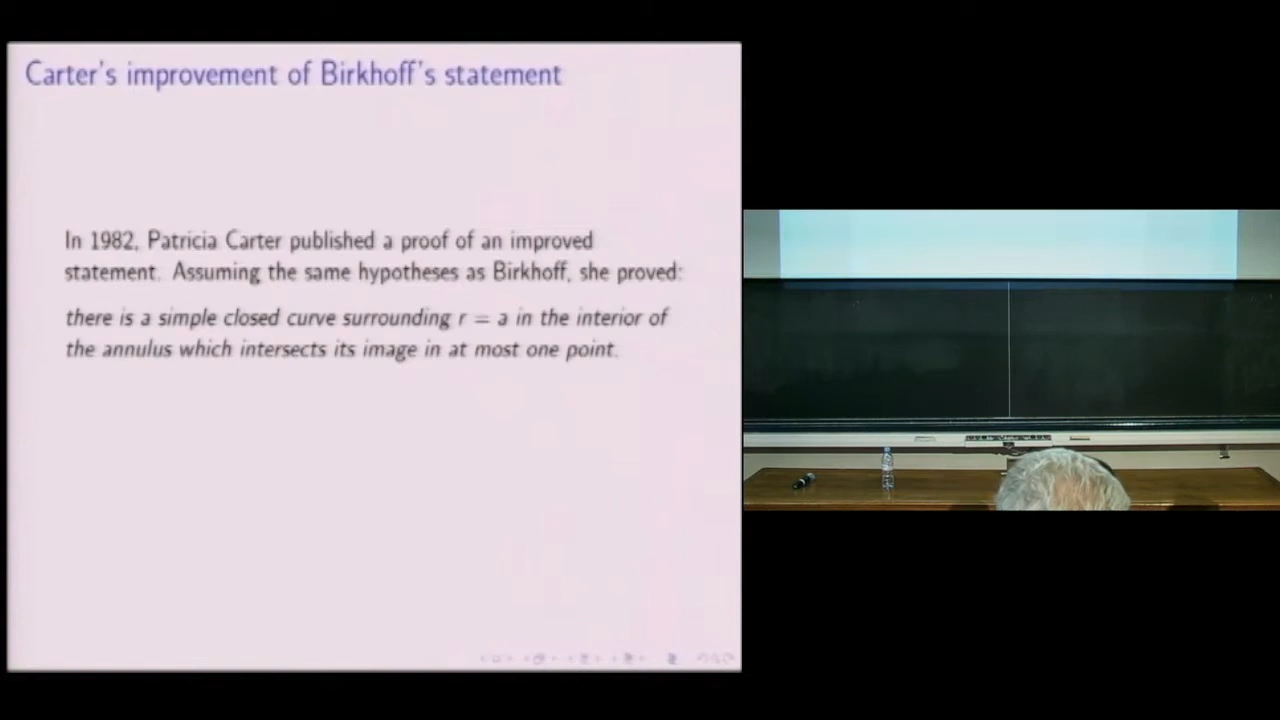 Carter's improvement of Birkhoff's statement
In 1982, Patricia Carter published a proof of an improved
statement. Assuming the same hypotheses as Birkhoff, she proved:
there is a simple closed curve surrounding r = a in the interior of
the annulus which intersects its image in at most one point.